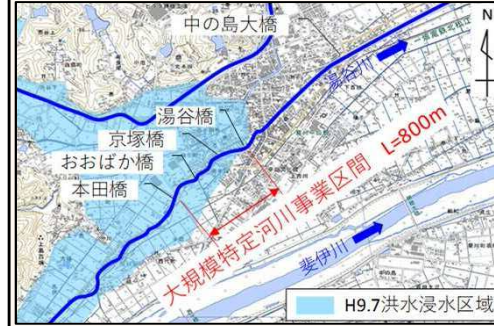 中の島大橋
N
湯谷川
湯谷橋
京塚橋
おおばか橋
本田橋
大規模特定河川事業区間 L=800m
斐伊川
H9.7洪水浸水区域